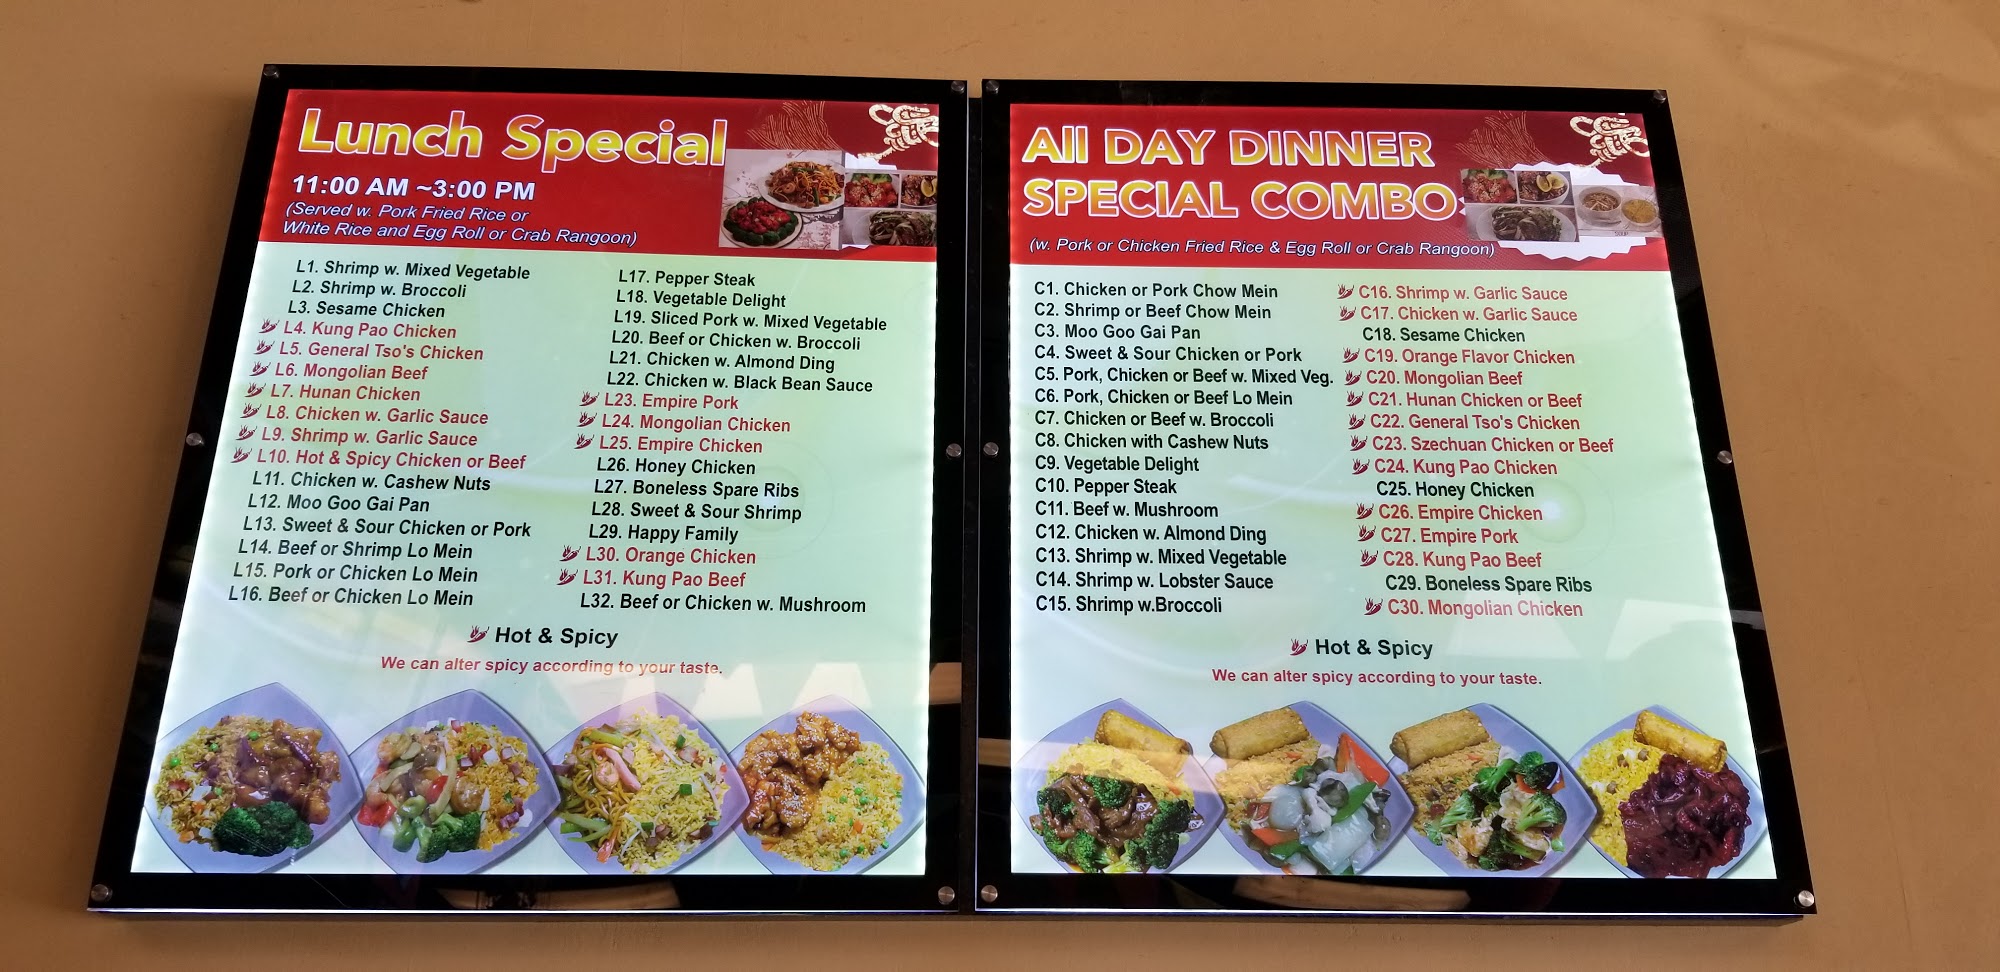 Lunch Special
11:00 AM ~3:00 PM
(Served w. Pork Fried Rice or
White Rice and Egg Roll or Crab Rangoon)
L1. Shrimp w. Mixed Vegetable
L2. Shrimp w. Broccoli
L3. Sesame Chicken
L4. Kung Pao Chicken
L5. General Tso's Chicken
L6. Mongolian Beef
L7. Hunan Chicken
L8. Chicken w. Garlic Sauce
L9. Shrimp w. Garlic Sauce
L10. Hot & Spicy Chicken or Beef
L11. Chicken w. Cashew Nuts
L12. Moo Goo Gai Pan
L13. Sweet & Sour Chicken or Pork
L14. Beef or Shrimp Lo Mein
L15. Pork or Chicken Lo Mein
L16. Beef or Chicken Lo Mein
L17. Pepper Steak
L18. Vegetable Delight
L19. Sliced Pork w. Mixed Vegetable
L20. Beef or Chicken w. Broccoli
L21. Chicken w. Almond Ding
L22. Chicken w. Black Bean Sauce
L23. Empire Pork
L24. Mongolian Chicken
L25. Empire Chicken
L26. Honey Chicken
L27. Boneless Spare Ribs
L28. Sweet & Sour Shrimp
L29. Happy Family
L30. Orange Chicken
L31. Kung Pao Beef
L32. Beef or Chicken w. Mushroom
Hot & Spicy
We can alter spicy according to your taste.
All DAY DINNER
SPECIAL COMBO
(w. Pork or Chicken Fried Rice & Egg Roll or Crab Rangoon)
C1. Chicken or Pork Chow Mein
C2. Shrimp or Beef Chow Mein
C3. Moo Goo Gai Pan
C4. Sweet & Sour Chicken or Pork
C5. Pork, Chicken or Beef w. Mixed Veg.
C6. Pork, Chicken or Beef Lo Mein
C7. Chicken or Beef w. Broccoli
C8. Chicken with Cashew Nuts
C9. Vegetable Delight
C10. Pepper Steak
C11. Beef w. Mushroom
C12. Chicken w. Almond Ding
C13. Shrimp w. Mixed Vegetable
C14. Shrimp w. Lobster Sauce
C15. Shrimp w.Broccoli
C16. Shrimp w. Garlic Sauce
C17. Chicken w. Garlic Sauce
C18. Sesame Chicken
C19. Orange Flavor Chicken
C20. Mongolian Beef
C21. Hunan Chicken or Beef
C22. General Tso's Chicken
C23. Szechuan Chicken or Beef
C24. Kung Pao Chicken
C25. Honey Chicken
C26. Empire Chicken
C27. Empire Pork
C28. Kung Pao Beef
C29. Boneless Spare Ribs
C30. Mongolian Chicken
Hot & Spicy
We can alter spicy according to your taste.